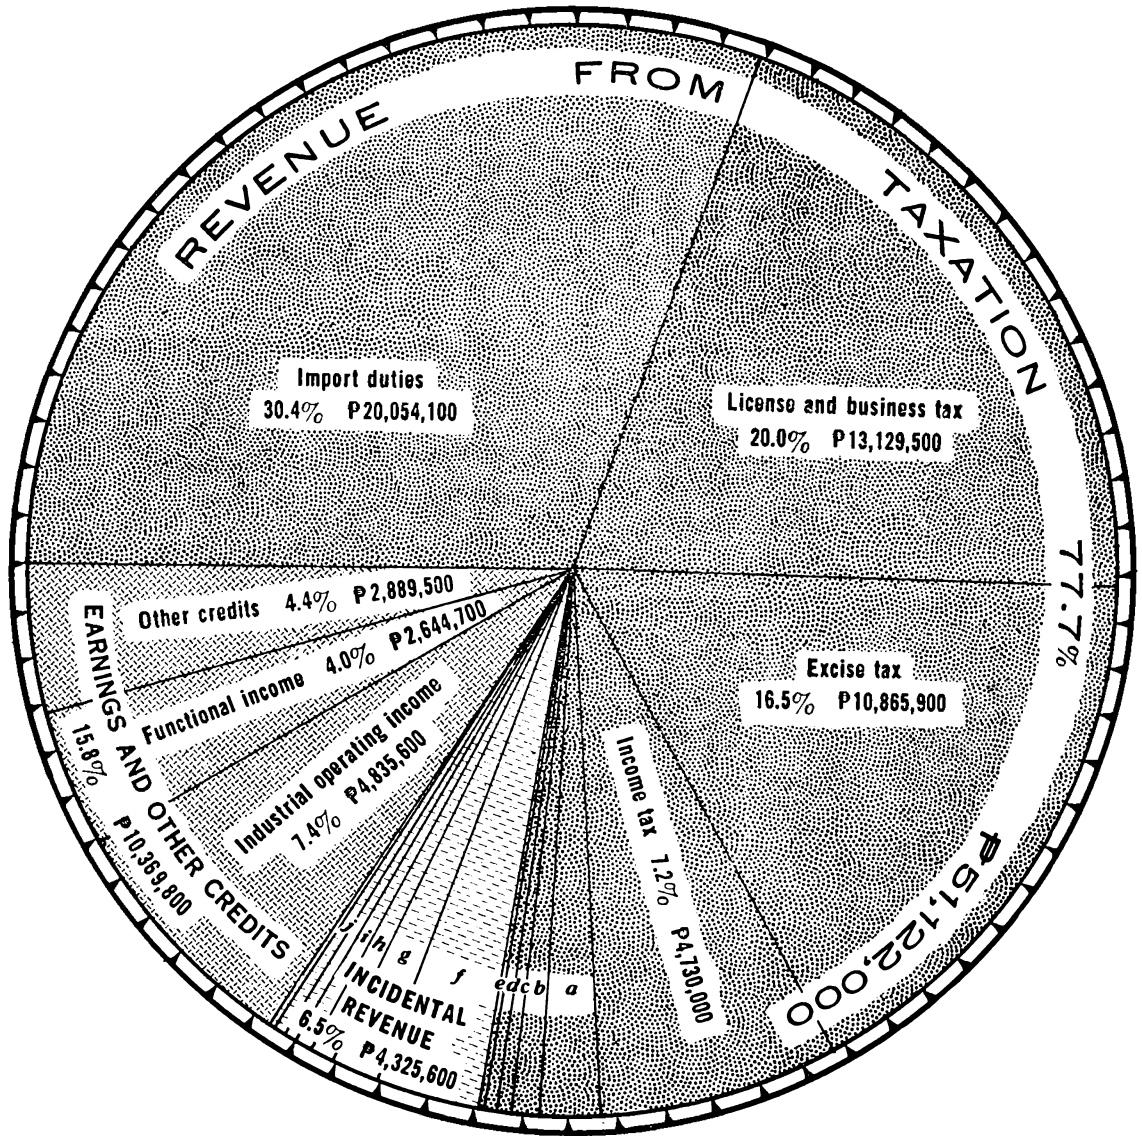 REVENUE FROM TAXATION 77.7% ₱51,122,000
Import duties
30.4% ₱20,054,100
License and business tax
20.0% ₱13,129,500
Excise tax
16.5% ₱10,865,900
Income tax 7.2% ₱4,730,000
a
b
c
d
e
INCIDENTAL
REVENUE
6.5% ₱4,325,600
f
g
h
i
j
EARNINGS AND OTHER CREDITS
15.8% ₱10,369,800
Industrial operating income
7.4% ₱4,835,600
Functional income 4.0% ₱2,644,700
Other credits 4.4% ₱2,889,500